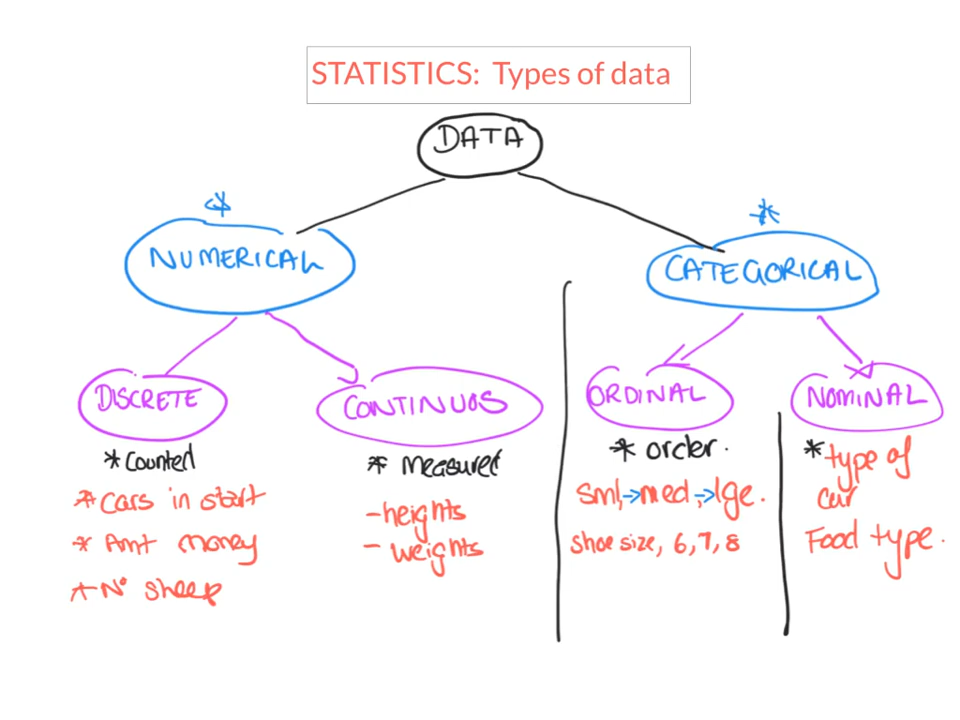 STATISTICS: Types of data
DATA
NUMERICAL
CATEGORICAL
DISCRETE
CONTINUOS
ORDINAL
NOMINAL
* Counted
* Cars in start
* Amt money
* No sheep
* Measured
- heights
- weights
* order.
Sml → med → lge.
Shoe size, 6, 7, 8
* type of
car
Food type.